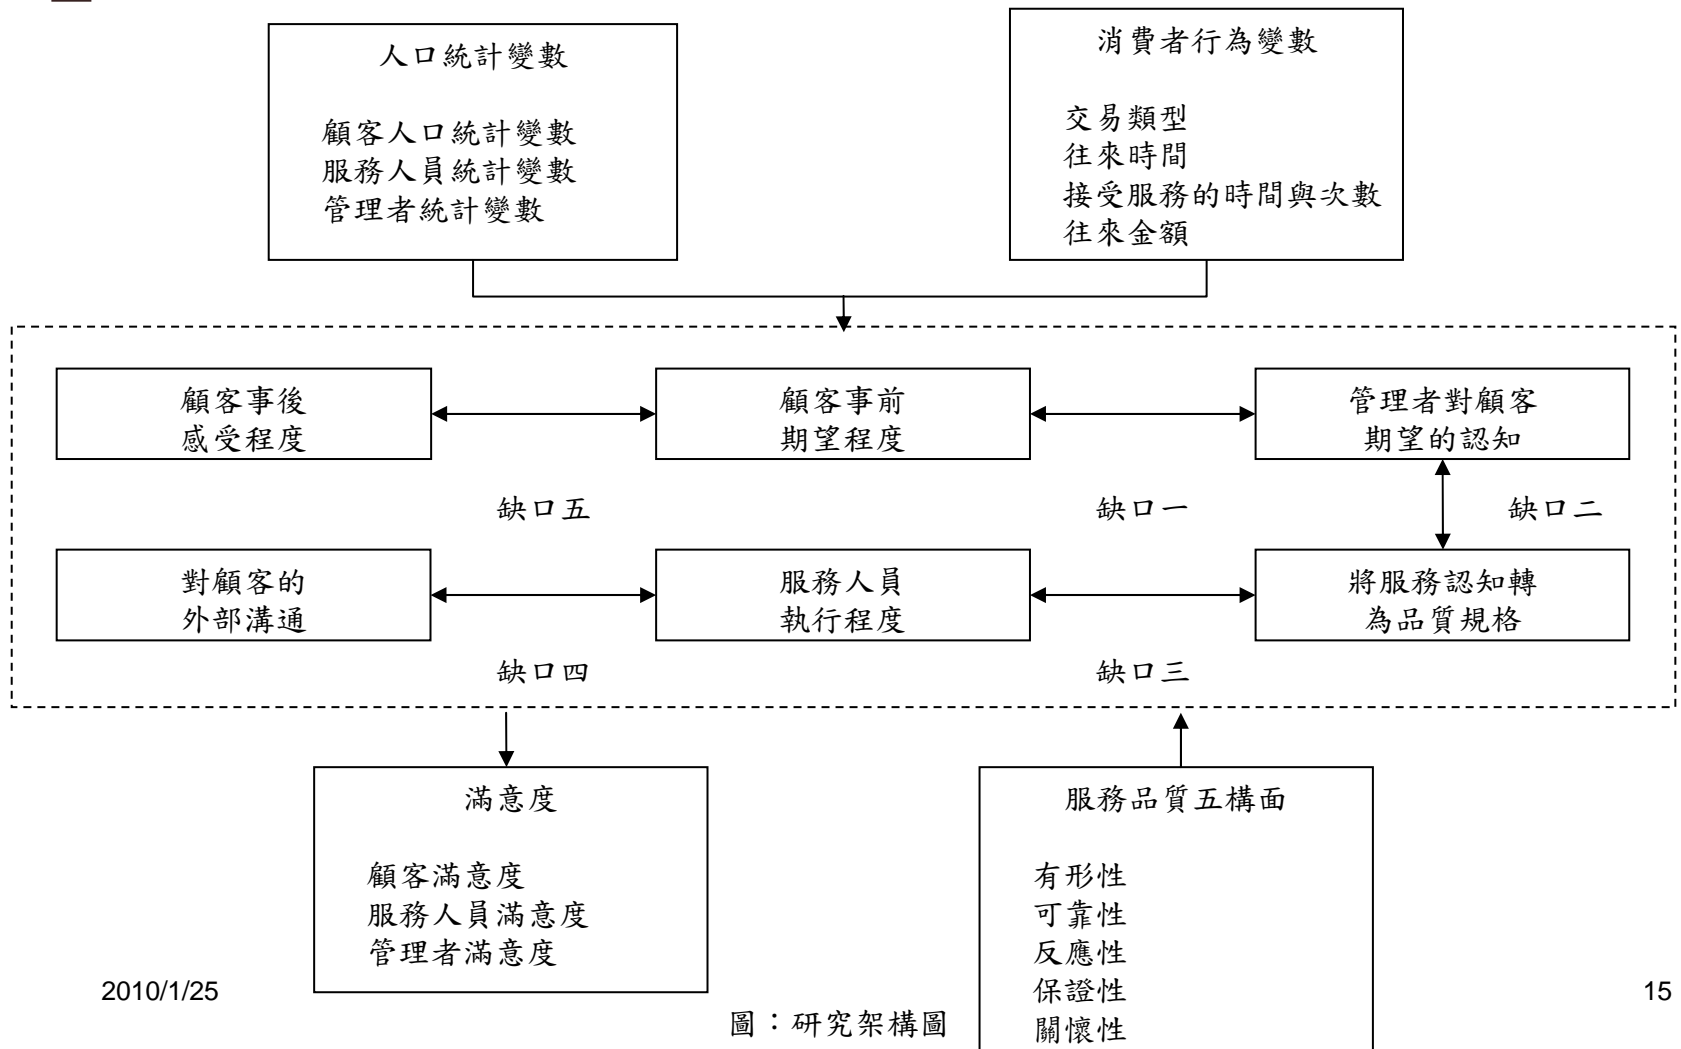 人口統計變數
顧客人口統計變數
服務人員統計變數
管理者統計變數
消費者行為變數
交易類型
往來時間
接受服務的時間與次數
往來金額
顧客事後
感受程度
顧客事前
期望程度
管理者對顧客
期望的認知
缺口五
缺口一
缺口二
對顧客的
外部溝通
服務人員
執行程度
將服務認知轉
為品質規格
缺口四
缺口三
滿意度
顧客滿意度
服務人員滿意度
管理者滿意度
服務品質五構面
有形性
可靠性
反應性
保證性
關懷性
2010/1/25
圖：研究架構圖
15